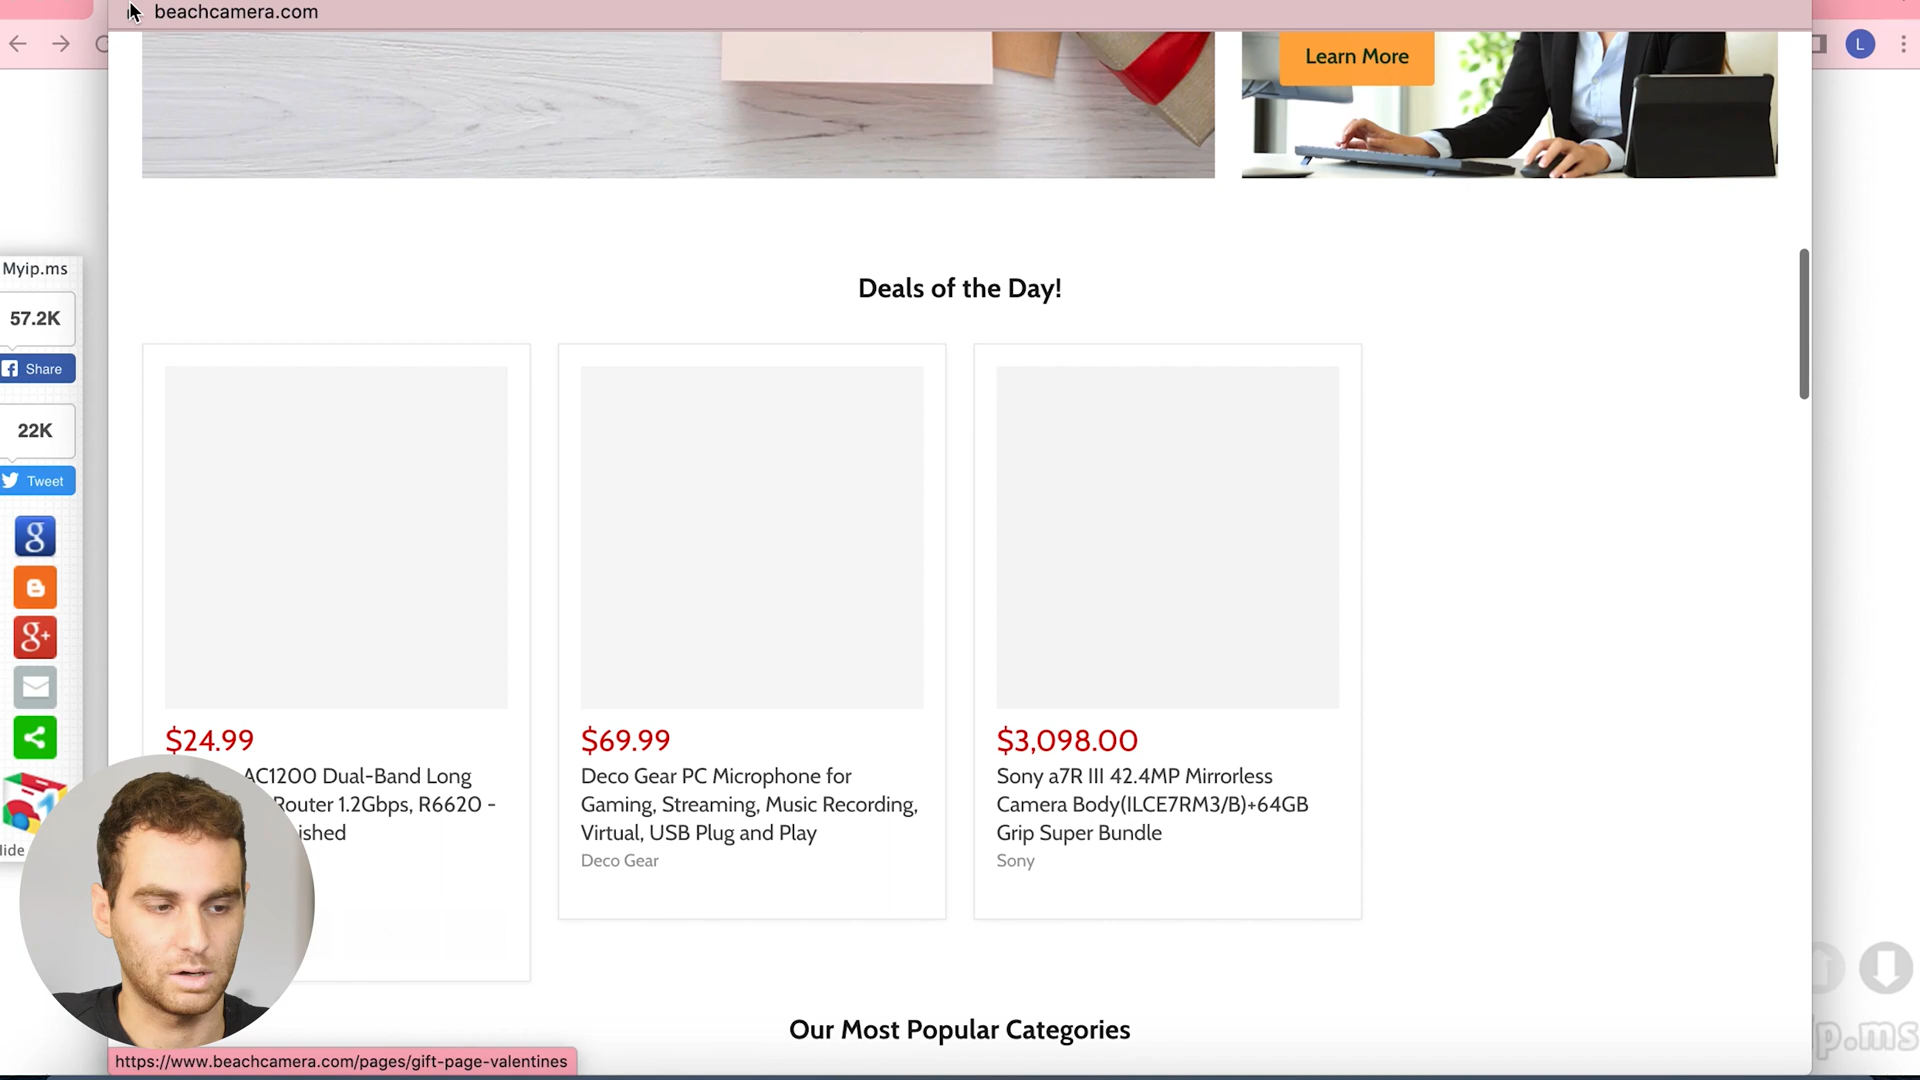 beachcamera.com
L
Learn More
Myip.ms
57.2K
Share
22K
Tweet
Deals of the Day!
$24.99
AC1200 Dual-Band Long
Router 1.2Gbps, R6620 -
ished
$69.99
Deco Gear PC Microphone for
Gaming, Streaming, Music Recording,
Virtual, USB Plug and Play
Deco Gear
$3,098.00
Sony a7R III 42.4MP Mirrorless
Camera Body(ILCE7RM3/B)+64GB
Grip Super Bundle
Sony
lide
Our Most Popular Categories
https://www.beachcamera.com/pages/gift-page-valentines
ip.ms